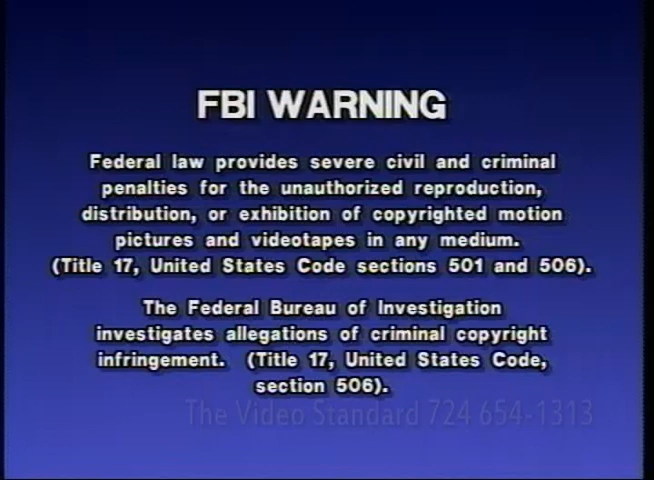 FBI WARNING
Federal law provides severe civil and criminal
penalties for the unauthorized reproduction,
distribution, or exhibition of copyrighted motion
pictures and videotapes in any medium.
(Title 17, United States Code sections 501 and 506).
The Federal Bureau of Investigation
investigates allegations of criminal copyright
infringement. (Title 17, United States Code,
section 506).
The Video Standard 724 654-1313